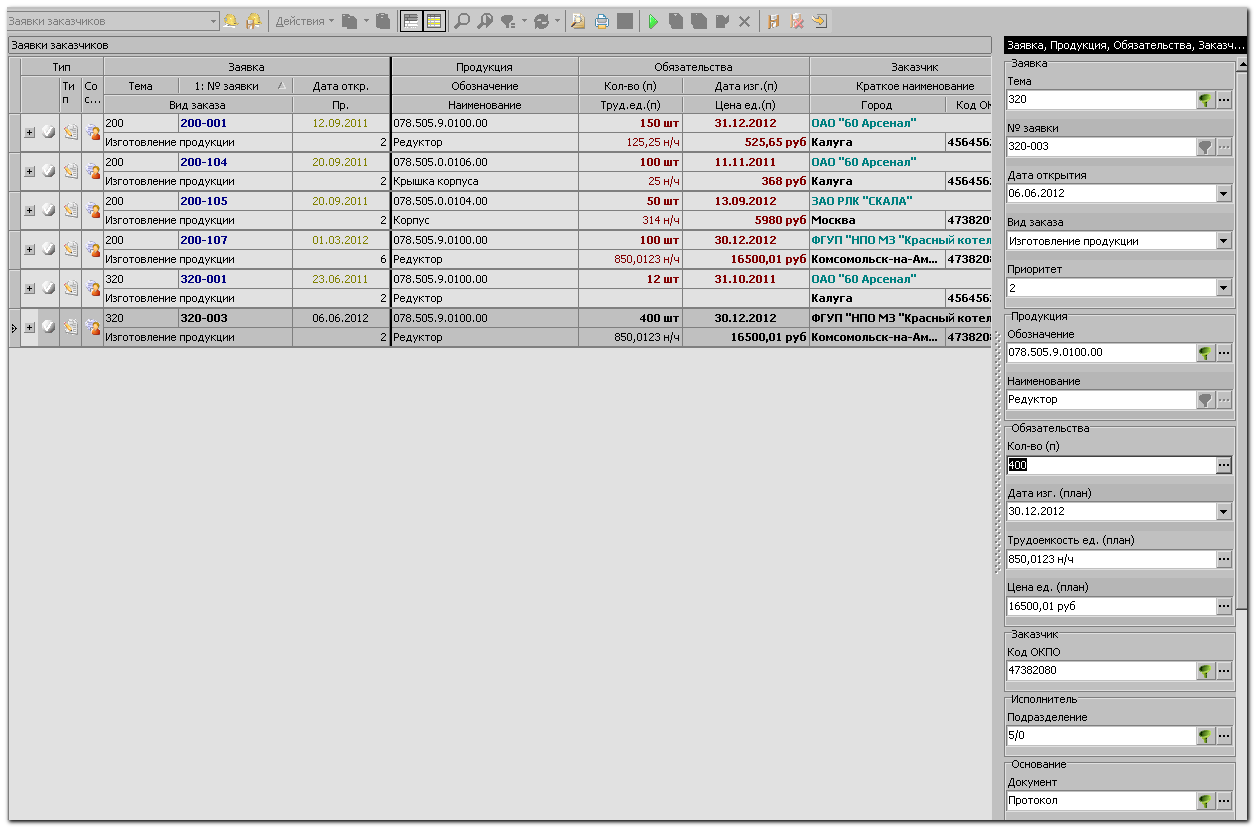 Заявки заказчиков
Действия
Заявки заказчиков
Тип Заявка Продукция Обязательства Заказчик
Ти п Со с... Тема 1: № заявки Дата откр. Обозначение Кол-во (п) Дата изг.(п) Краткое наименование
Вид заказа Пр. Наименование Труд.ед.(п) Цена ед.(п) Город Код ОК
200 200-001 12.09.2011 078.505.9.0100.00 150 шт 31.12.2012 ОАО "60 Арсенал"
Изготовление продукции 2 Редуктор 125,25 н/ч 525,65 руб Калуга 456456
200 200-104 20.09.2011 078.505.0.0106.00 100 шт 11.11.2011 ОАО "60 Арсенал"
Изготовление продукции 2 Крышка корпуса 25 н/ч 368 руб Калуга 456456
200 200-105 20.09.2011 078.505.0.0104.00 50 шт 13.09.2012 ЗАО РЛК "СКАЛА"
Изготовление продукции 2 Корпус 314 н/ч 5980 руб Москва 473820
200 200-107 01.03.2012 078.505.9.0100.00 100 шт 30.12.2012 ФГУП "НПО МЗ "Красный котел
Изготовление продукции 6 Редуктор 850,0123 н/ч 16500,01 руб Комсомольск-на-Ам... 473820
320 320-001 23.06.2011 078.505.9.0100.00 12 шт 31.10.2011 ОАО "60 Арсенал"
Изготовление продукции 2 Редуктор Калуга 456456
320 320-003 06.06.2012 078.505.9.0100.00 400 шт 30.12.2012 ФГУП "НПО МЗ "Красный котел
Изготовление продукции 2 Редуктор 850,0123 н/ч 16500,01 руб Комсомольск-на-Ам... 473820
Заявка, Продукция, Обязательства, Заказч...
Заявка
Тема
320
№ заявки
320-003
Дата открытия
06.06.2012
Вид заказа
Изготовление продукции
Приоритет
2
Продукция
Обозначение
078.505.9.0100.00
Наименование
Редуктор
Обязательства
Кол-во (п)
400
Дата изг. (план)
30.12.2012
Трудоемкость ед. (план)
850,0123 н/ч
Цена ед. (план)
16500,01 руб
Заказчик
Код ОКПО
47382080
Исполнитель
Подразделение
5/0
Основание
Документ
Протокол